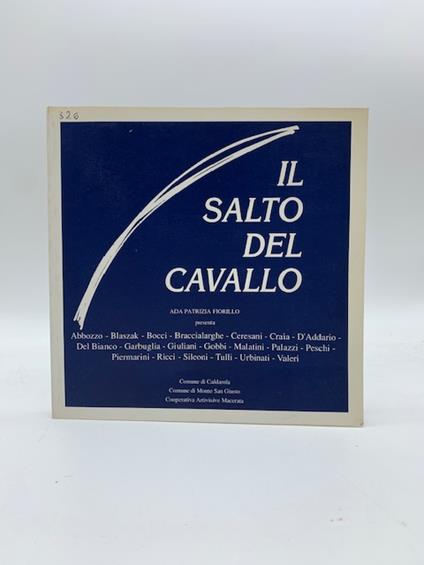 326
IL
SALTO
DEL
CAVALLO
ADA PATRIZIA FIORILLO
presenta
Abbozzo - Blaszak - Bocci - Braccialarghe - Ceresani - Craia - D'Addario -
Del Bianco - Garbuglia - Giuliani - Gobbi - Malatini - Palazzi - Peschi -
Piermarini - Ricci - Sileoni - Tulli - Urbinati - Valeri
Comune di Caldarola
Comune di Monte San Giusto
Cooperativa Artivisive Macerata